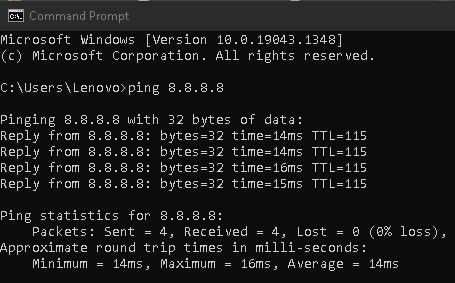 Command Prompt
Microsoft Windows [Version 10.0.19043.1348]
(c) Microsoft Corporation. All rights reserved.
C:\Users\Lenovo>ping 8.8.8.8
Pinging 8.8.8.8 with 32 bytes of data:
Reply from 8.8.8.8: bytes=32 time=14ms TTL=115
Reply from 8.8.8.8: bytes=32 time=14ms TTL=115
Reply from 8.8.8.8: bytes=32 time=16ms TTL=115
Reply from 8.8.8.8: bytes=32 time=15ms TTL=115
Ping statistics for 8.8.8.8:
    Packets: Sent = 4, Received = 4, Lost = 0 (0% loss),
Approximate round trip times in milli-seconds:
    Minimum = 14ms, Maximum = 16ms, Average = 14ms